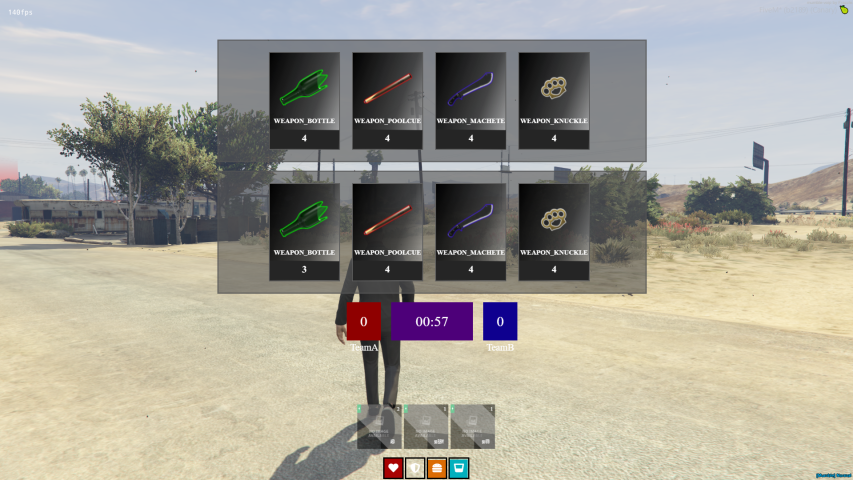 140fps
WEAPON_BOTTLE
WEAPON_POOLCUE
WEAPON_MACHETE
WEAPON_KNUCKLE
4
4
4
4
WEAPON_BOTTLE
WEAPON_POOLCUE
WEAPON_MACHETE
WEAPON_KNUCKLE
3
4
4
4
0
00:57
0
TeamA
TeamB